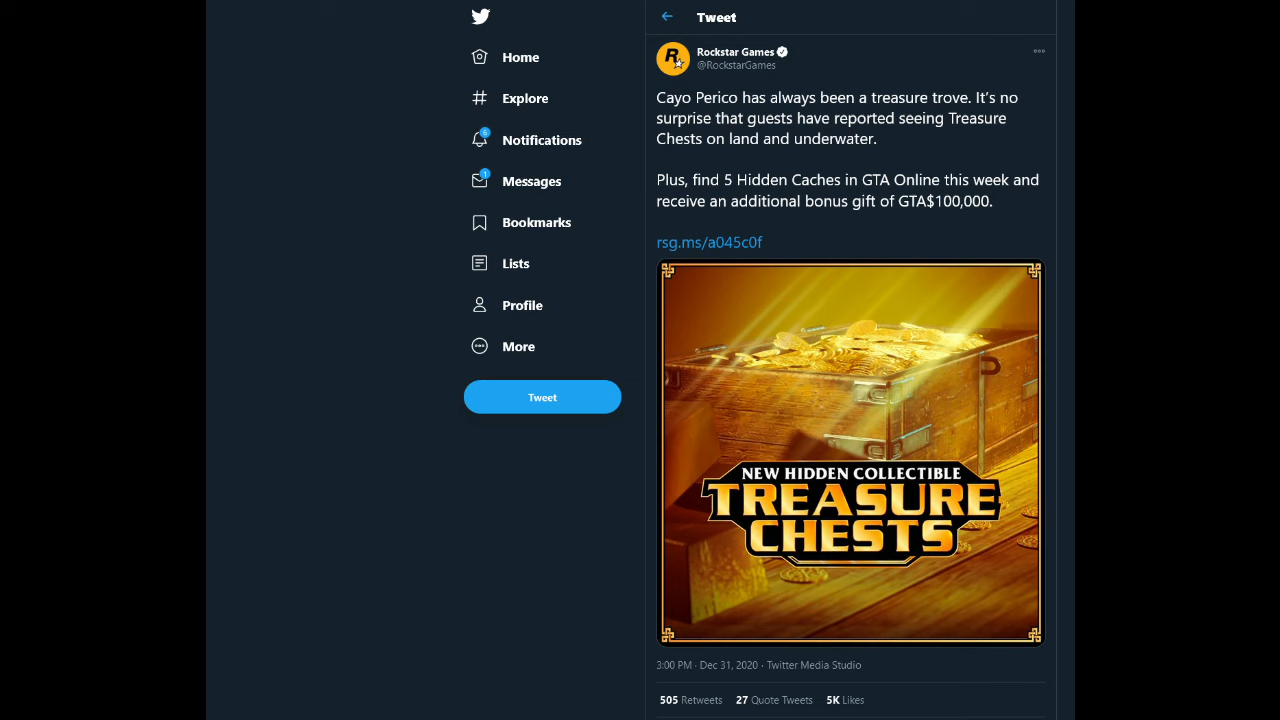 Tweet
Home
Explore
6
Notifications
1
Messages
Bookmarks
Lists
Profile
More
Tweet
R
Rockstar Games
@RockstarGames
Cayo Perico has always been a treasure trove. It's no
surprise that guests have reported seeing Treasure
Chests on land and underwater.
Plus, find 5 Hidden Caches in GTA Online this week and
receive an additional bonus gift of GTA$100,000.
rsg.ms/a045c0f
NEW HIDDEN COLLECTIBLE
TREASURE
CHESTS
3:00 PM · Dec 31, 2020 · Twitter Media Studio
505 Retweets 27 Quote Tweets 5K Likes